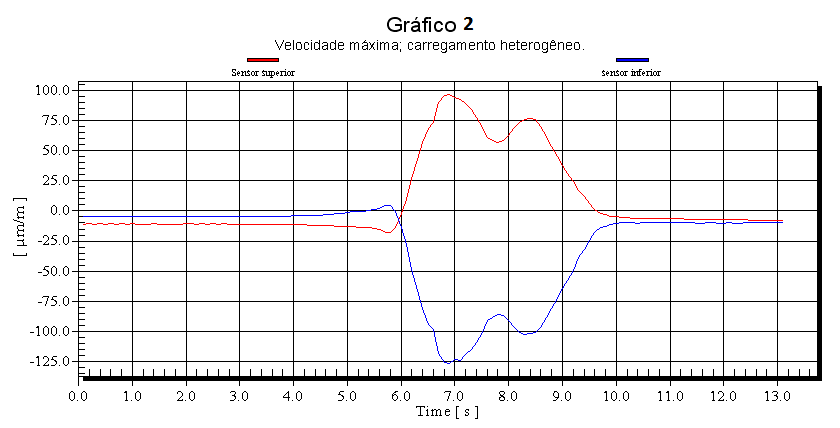 Gráfico 2
Velocidade máxima; carregamento heterogêneo.
Sensor superior
sensor inferior
100.0
75.0
50.0
25.0
0.0
-25.0
-50.0
-75.0
-100.0
-125.0
[ µm/m ]
0.0 1.0 2.0 3.0 4.0 5.0 6.0 7.0 8.0 9.0 10.0 11.0 12.0 13.0
Time [ s ]